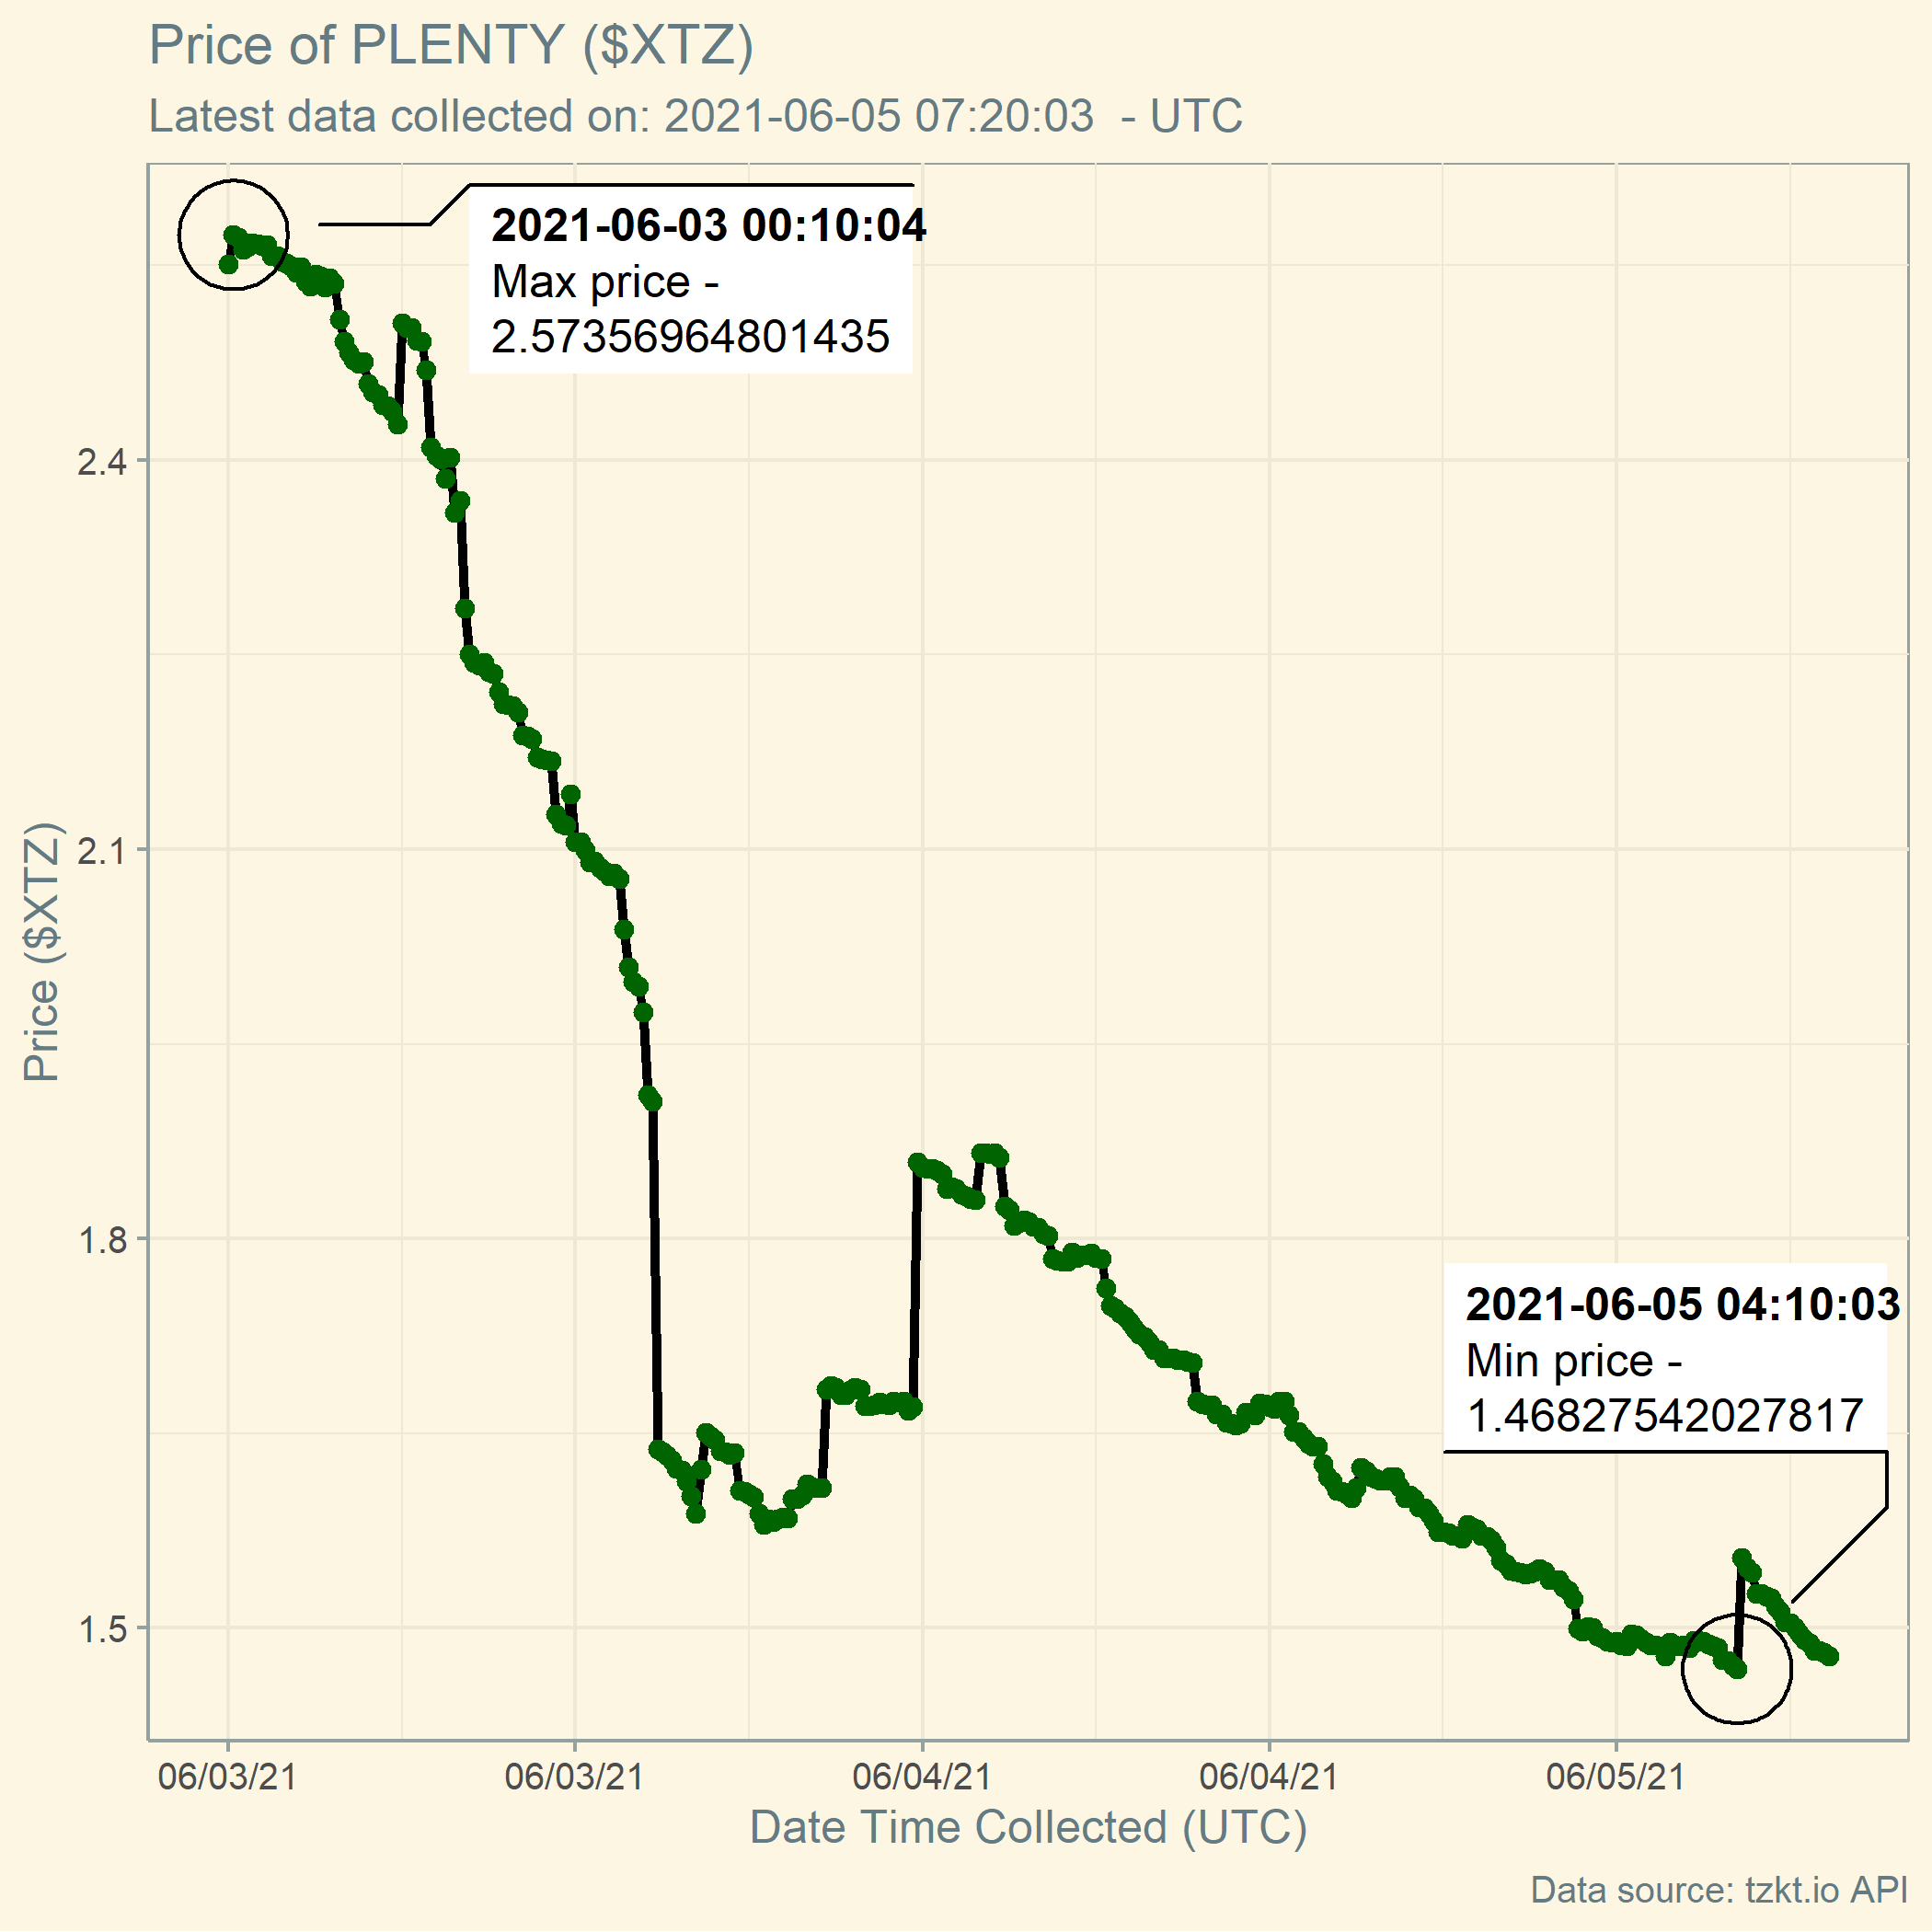 Price of PLENTY ($XTZ)
Latest data collected on: 2021-06-05 07:20:03  - UTC
2021-06-03 00:10:04
Max price -
2.57356964801435
2.4
2.1
1.8
1.5
Price ($XTZ)
2021-06-05 04:10:03
Min price -
1.46827542027817
06/03/21
06/03/21
06/04/21
06/04/21
06/05/21
Date Time Collected (UTC)
Data source: tzkt.io API